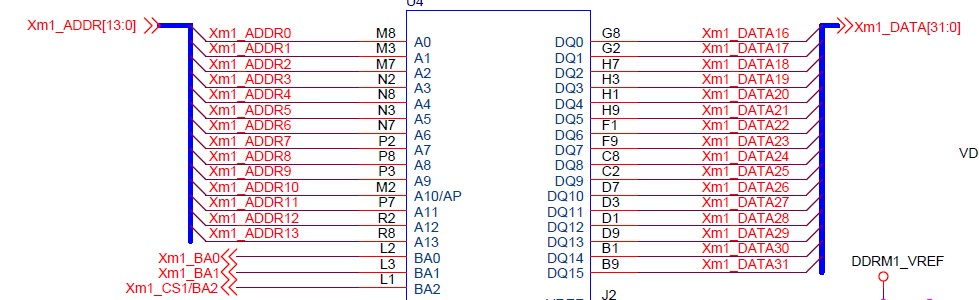 U4
Xm1_ADDR[13:0]
Xm1_DATA[31:0]
Xm1_ADDR0 M8 A0 DQ0 G8 Xm1_DATA16
Xm1_ADDR1 M3 A1 DQ1 G2 Xm1_DATA17
Xm1_ADDR2 M7 A2 DQ2 H7 Xm1_DATA18
Xm1_ADDR3 N2 A3 DQ3 H3 Xm1_DATA19
Xm1_ADDR4 N8 A4 DQ4 H1 Xm1_DATA20
Xm1_ADDR5 N3 A5 DQ5 H9 Xm1_DATA21
Xm1_ADDR6 N7 A6 DQ6 F1 Xm1_DATA22
Xm1_ADDR7 P2 A7 DQ7 F9 Xm1_DATA23
Xm1_ADDR8 P8 A8 DQ8 C8 Xm1_DATA24
Xm1_ADDR9 P3 A9 DQ9 C2 Xm1_DATA25
Xm1_ADDR10 M2 A10/AP DQ10 D7 Xm1_DATA26
Xm1_ADDR11 P7 A11 DQ11 D3 Xm1_DATA27
Xm1_ADDR12 R2 A12 DQ12 D1 Xm1_DATA28
Xm1_ADDR13 R8 A13 DQ13 D9 Xm1_DATA29
Xm1_BA0 L2 BA0 DQ14 B1 Xm1_DATA30
Xm1_BA1 L3 BA1 DQ15 B9 Xm1_DATA31
Xm1_CS1/BA2 L1 BA2
J2
VD
DDRM1_VREF